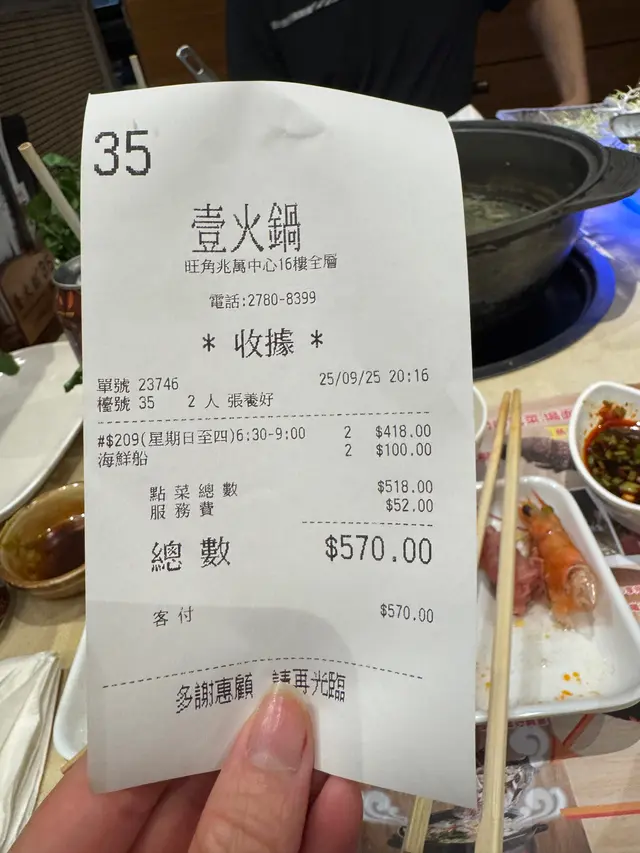 35
壹火鍋
旺角兆萬中心16樓全層
電話:2780-8399
* 收據 *
單號 23746 25/09/25 20:16
檯號 35 2 人 張養好
#$209(星期日至四)6:30-9:00 2 $418.00
海鮮船 2 $100.00
點菜總數 $518.00
服務費 $52.00
總數 $570.00
客付 $570.00
多謝惠顧 請再光臨